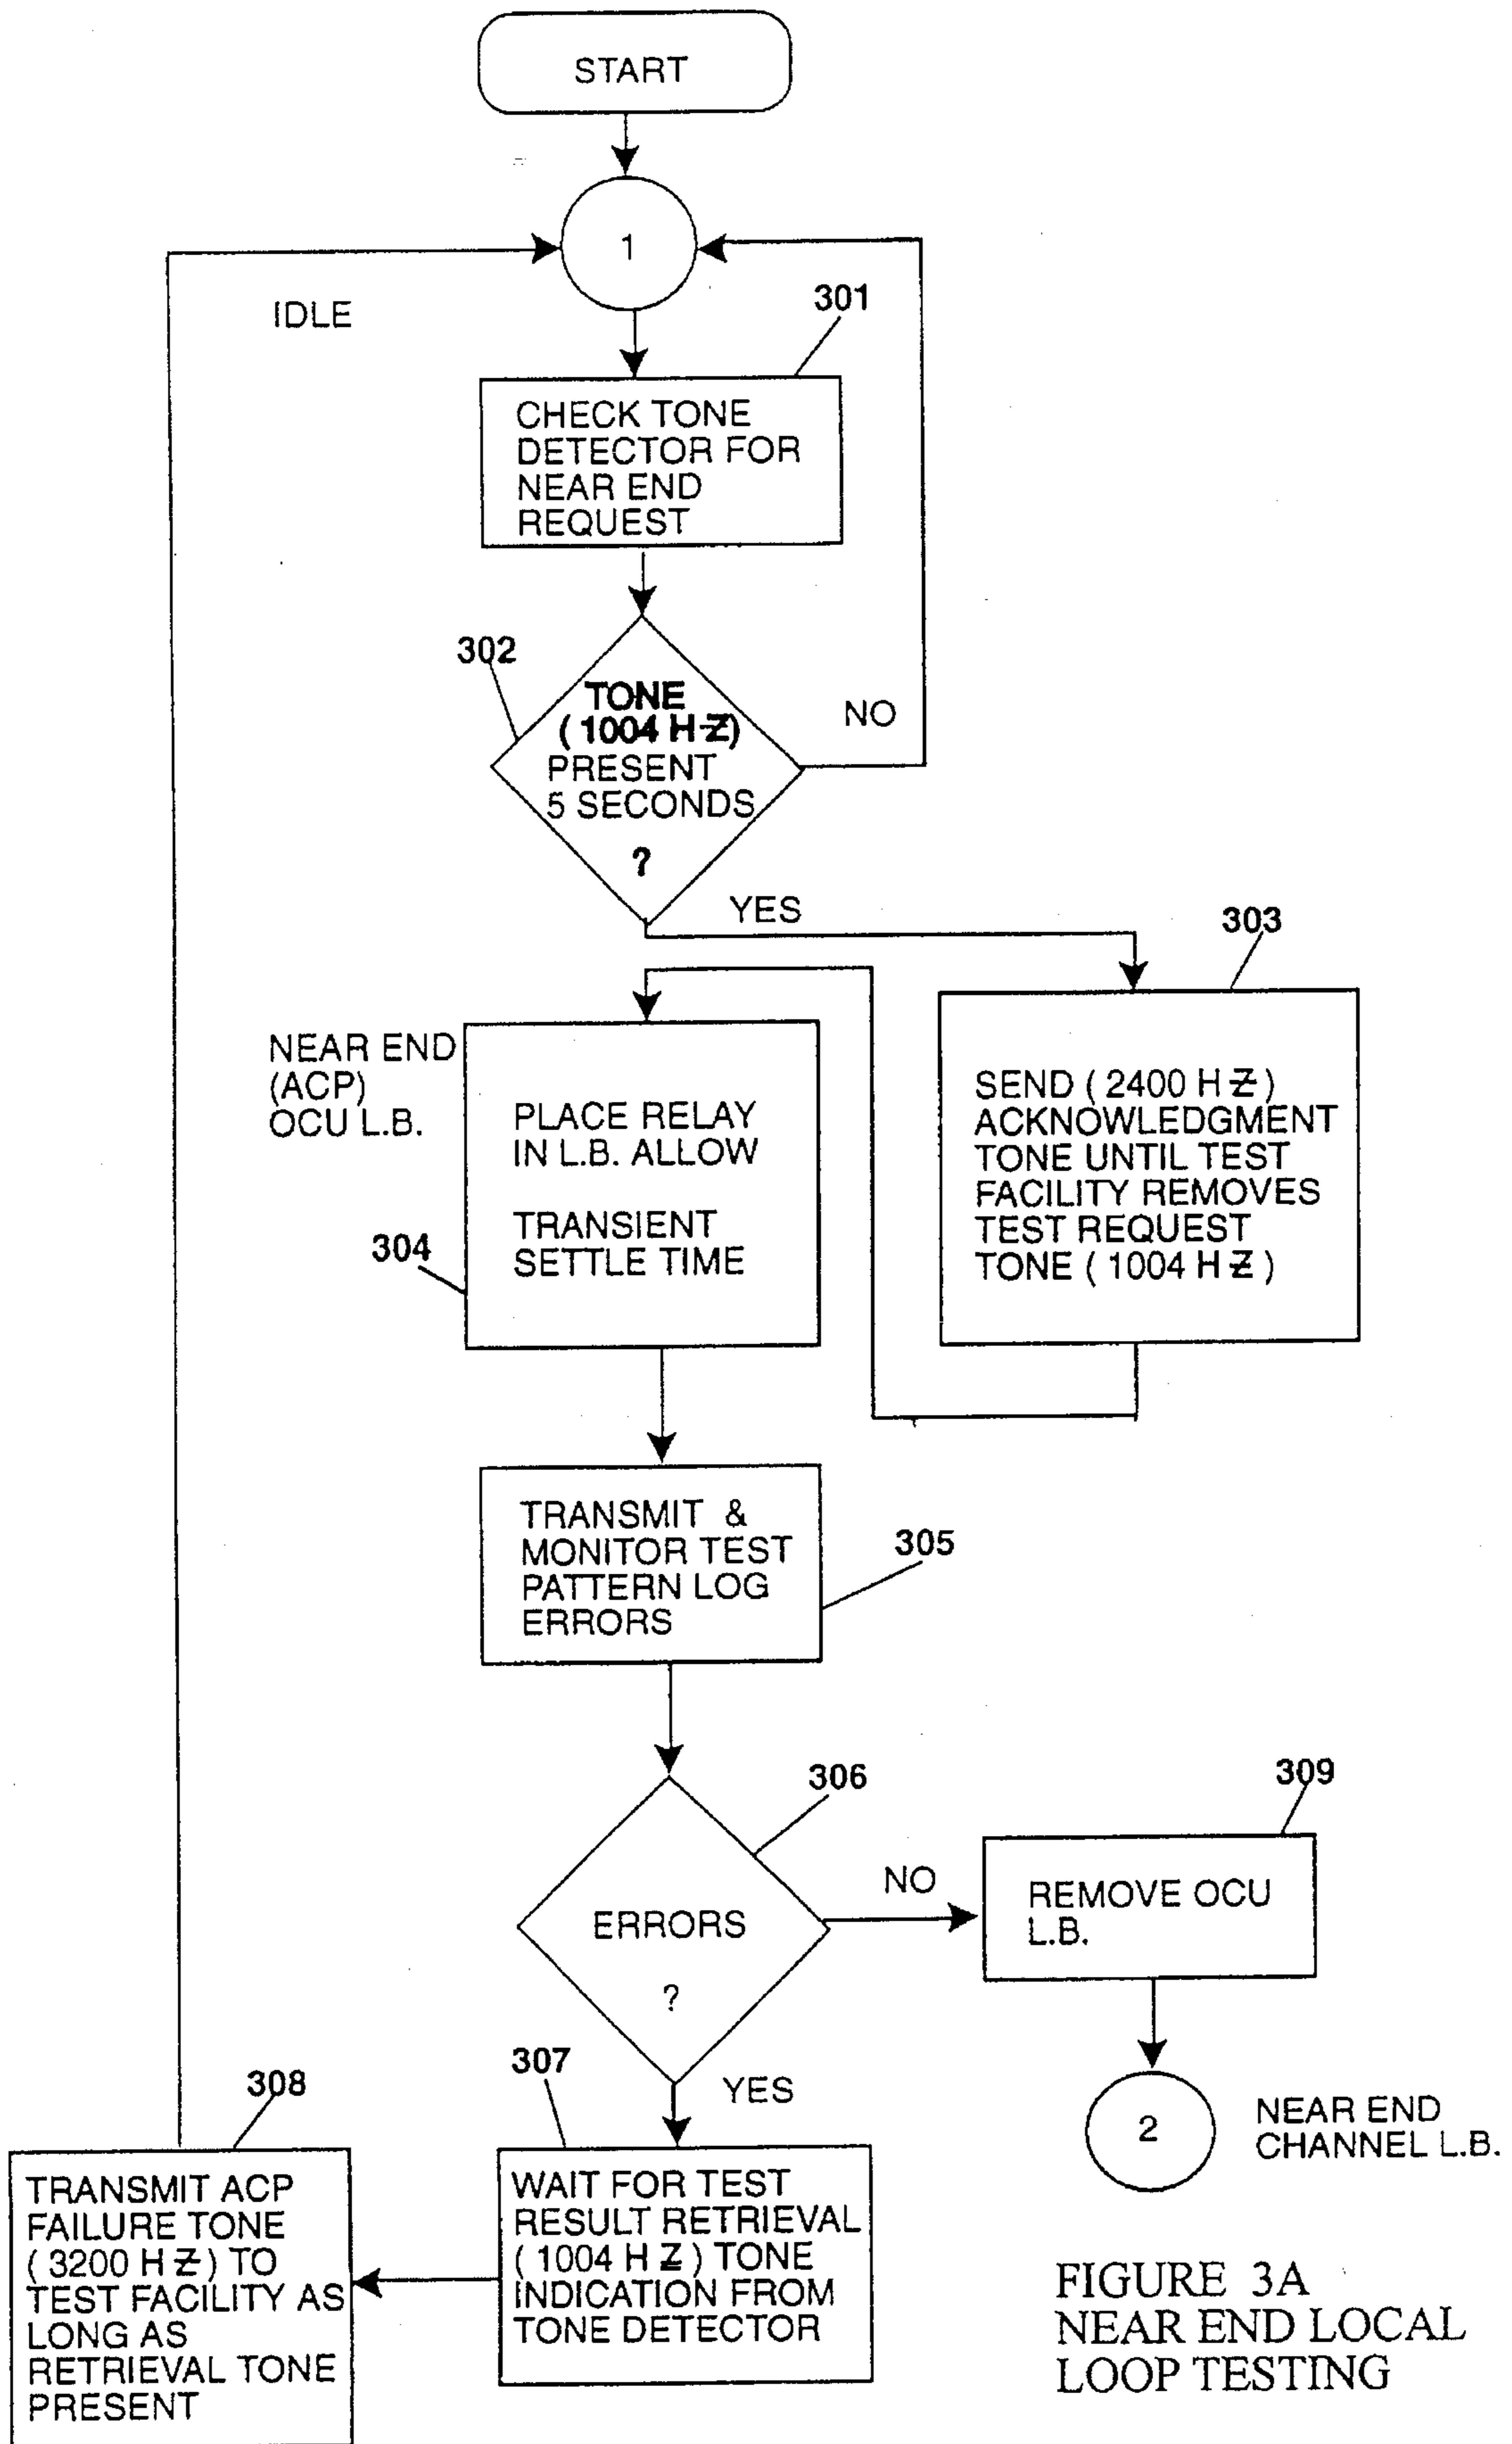 START
1
IDLE
301
CHECK TONE
DETECTOR FOR
NEAR END
REQUEST
302
TONE
( 1004 HZ)
PRESENT
5 SECONDS
?
NO
YES
303
SEND ( 2400 HZ )
ACKNOWLEDGMENT
TONE UNTIL TEST
FACILITY REMOVES
TEST REQUEST
TONE ( 1004 HZ )
NEAR END
(ACP)
OCU L.B.
PLACE RELAY
IN L.B. ALLOW
TRANSIENT
SETTLE TIME
304
TRANSMIT &
MONITOR TEST
PATTERN LOG
ERRORS
305
306
ERRORS
?
NO
309
REMOVE OCU
L.B.
2
NEAR END
CHANNEL L.B.
YES
307
WAIT FOR TEST
RESULT RETRIEVAL
( 1004 HZ ) TONE
INDICATION FROM
TONE DETECTOR
308
TRANSMIT ACP
FAILURE TONE
( 3200 HZ ) TO
TEST FACILITY AS
LONG AS
RETRIEVAL TONE
PRESENT
FIGURE 3A
NEAR END LOCAL
LOOP TESTING